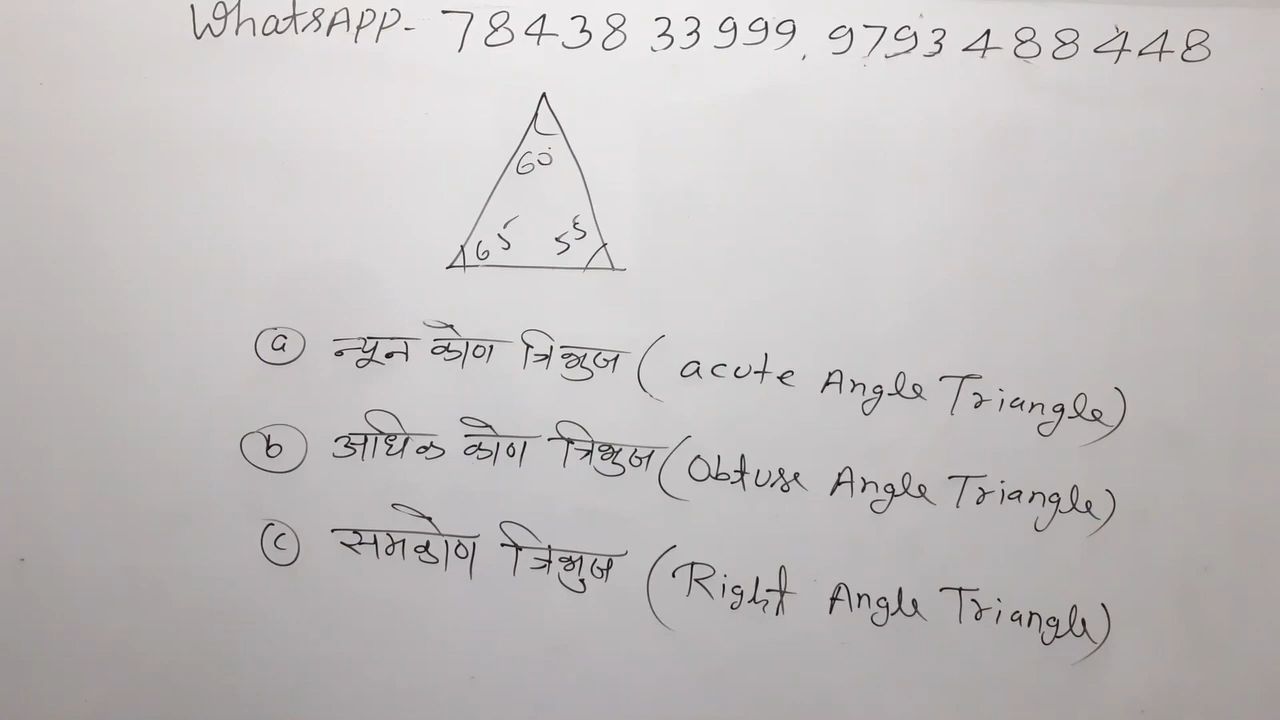 WhatsAPP- 78438 33999, 9793488448
60°
65 55
a न्यून कोण त्रिभुज ( acute Angle Triangle)
b अधिक कोण त्रिभुज (Obtuse Angle Triangle)
c समकोण त्रिभुज (Right Angle Triangle)